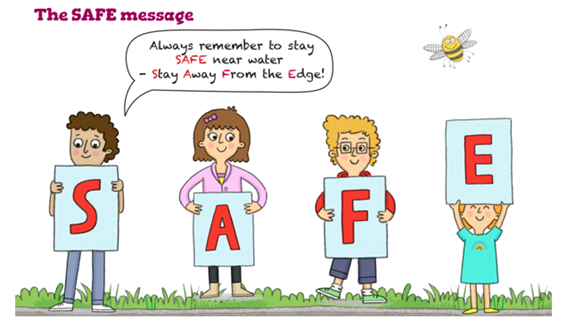 The SAFE message
Always remember to stay
SAFE near water
- Stay Away From the Edge!
S
A
F
E